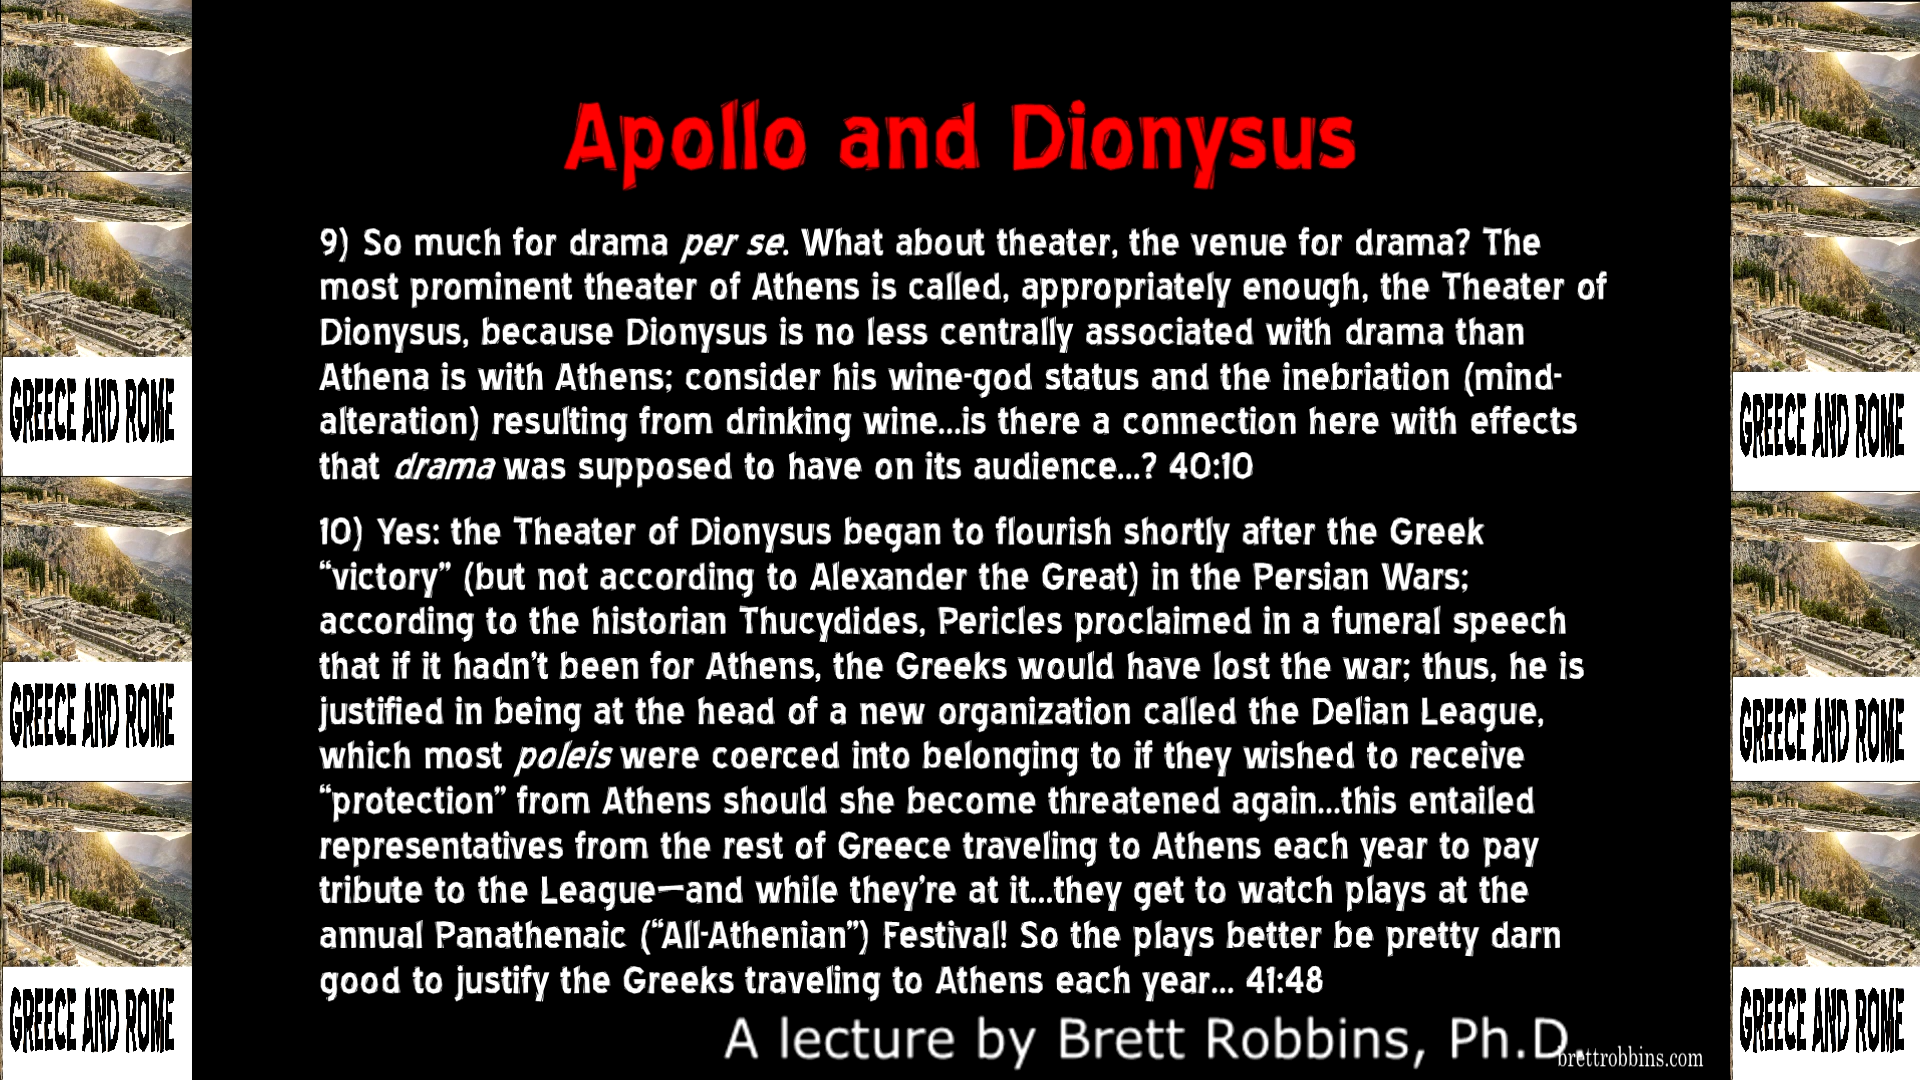 Apollo and Dionysus
9) So much for drama per se. What about theater, the venue for drama? The
most prominent theater of Athens is called, appropriately enough, the Theater of
Dionysus, because Dionysus is no less centrally associated with drama than
Athena is with Athens; consider his wine-god status and the inebriation (mind-
alteration) resulting from drinking wine...is there a connection here with effects
that drama was supposed to have on its audience...? 40:10
10) Yes: the Theater of Dionysus began to flourish shortly after the Greek
“victory” (but not according to Alexander the Great) in the Persian Wars;
according to the historian Thucydides, Pericles proclaimed in a funeral speech
that if it hadn’t been for Athens, the Greeks would have lost the war; thus, he is
justified in being at the head of a new organization called the Delian League,
which most poleis were coerced into belonging to if they wished to receive
“protection” from Athens should she become threatened again...this entailed
representatives from the rest of Greece traveling to Athens each year to pay
tribute to the League—and while they’re at it...they get to watch plays at the
annual Panathenaic (“All-Athenian”) Festival! So the plays better be pretty darn
good to justify the Greeks traveling to Athens each year... 41:48
A lecture by Brett Robbins, Ph.D.
brettrobbins.com
GREECE AND ROME
GREECE AND ROME
GREECE AND ROME
GREECE AND ROME
GREECE AND ROME
GREECE AND ROME